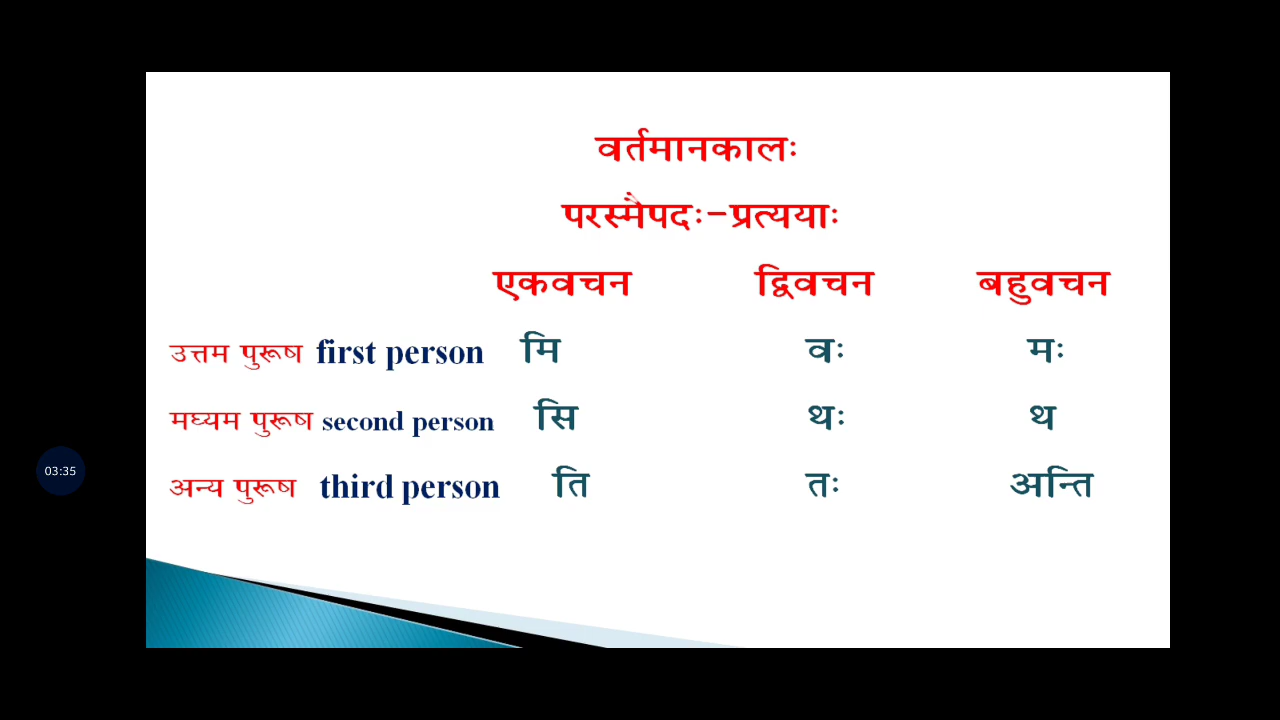 वर्तमानकालः
परस्मैपदः-प्रत्ययाः
एकवचन द्विवचन बहुवचन
उत्तम पुरूष first person मि वः मः
मघ्यम पुरूष second person सि थः थ
अन्य पुरूष third person ति तः अन्ति
03:35